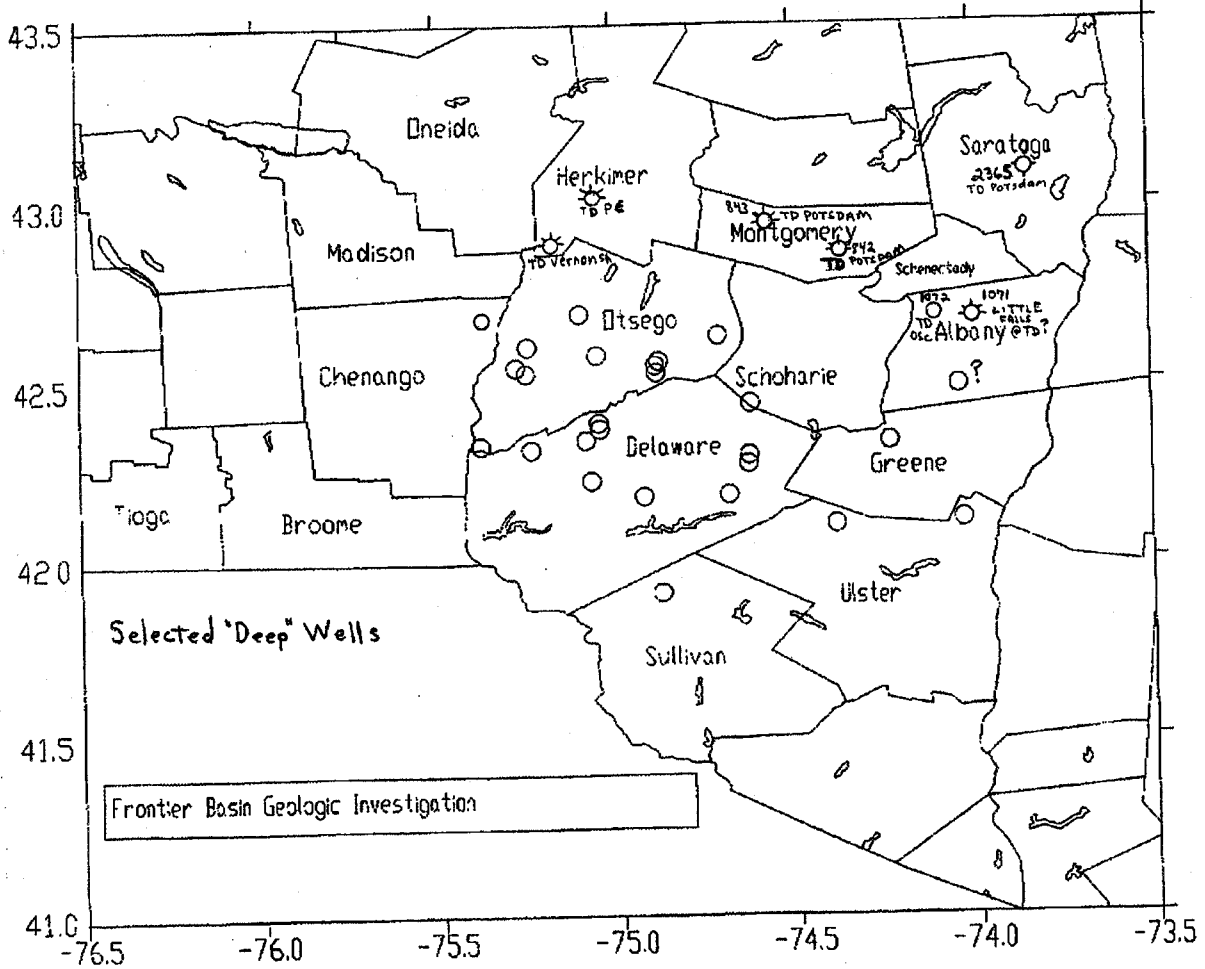 43.5
Oneida
Saratoga
2365
TD POTSDAM
Herkimer
TD P€
43.0
843
TD POTSDAM
Montgomery
842
TD POTSDAM
Madison
TD Vernon Sh
Schenectady
1072
1071
LITTLE
FALLS
TD
OSC
Albany
@TD?
Otsego
?
42.5
Chenango
Schoharie
Delaware
Greene
Tioga
Broome
42.0
Ulster
Selected "Deep" Wells
Sullivan
41.5
Frontier Basin Geologic Investigation
41.0
-76.5
-76.0
-75.5
-75.0
-74.5
-74.0
-73.5